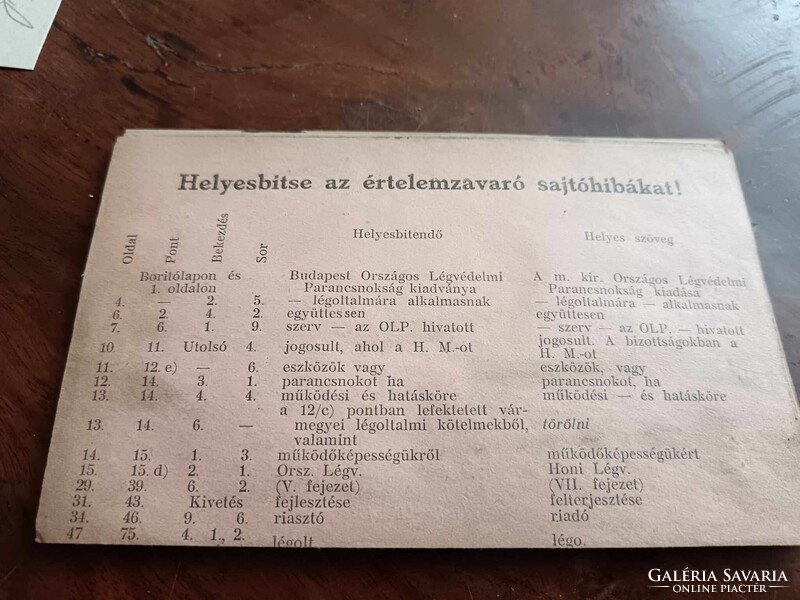 Helyesbitse az értelemzavaró sajtóhibákat!
Oldal Pont Bekezdés Sor Helyesbitendő Helyes szöveg
Boritólapon és Budapest Országos Légvédelmi A m. kir. Országos Légvédelmi
1. oldalon Parancsnokság kiadványa Parancsnokság kiadása
4. — 2. 5. — légoltalmára alkalmasnak — légoltalmára — alkalmasnak
6. 2. 4. 2. együttessen együttesen
7. 6. 1. 9. szerv — az OLP. hivatott — szerv — az OLP. — hivatott
10. 11. Utolsó 4. jogosult, ahol a H. M.-ot jogosult. A bizottságokban a
H. M.-ot
11. 12. e) — 6. eszközök vagy eszközök, vagy
12. 14. 3. 1. parancsnokot ha parancsnokot, ha
13. 14. 4. 4. működési és hatásköre működési — és hatásköre
a 12/c) pontban lefektetett vár-
13. 14. 6. — megyei légoltalmi kötelmekből, törölni
valamint
14. 15. 1. 3. működőképességükről működőképességükért
15. 15. d) 2. 1. Orsz. Légv. Honi Légv.
29. 39. 6. 2. (V. fejezet) (VII. fejezet)
31. 43. Kivetés fejlesztése felterjesztése
34. 46. 9. 6. riasztó riadó
47 75. 4. 1., 2. légolt légo.
GALÉRIA SAVARIA
ONLINE PIACTÉR